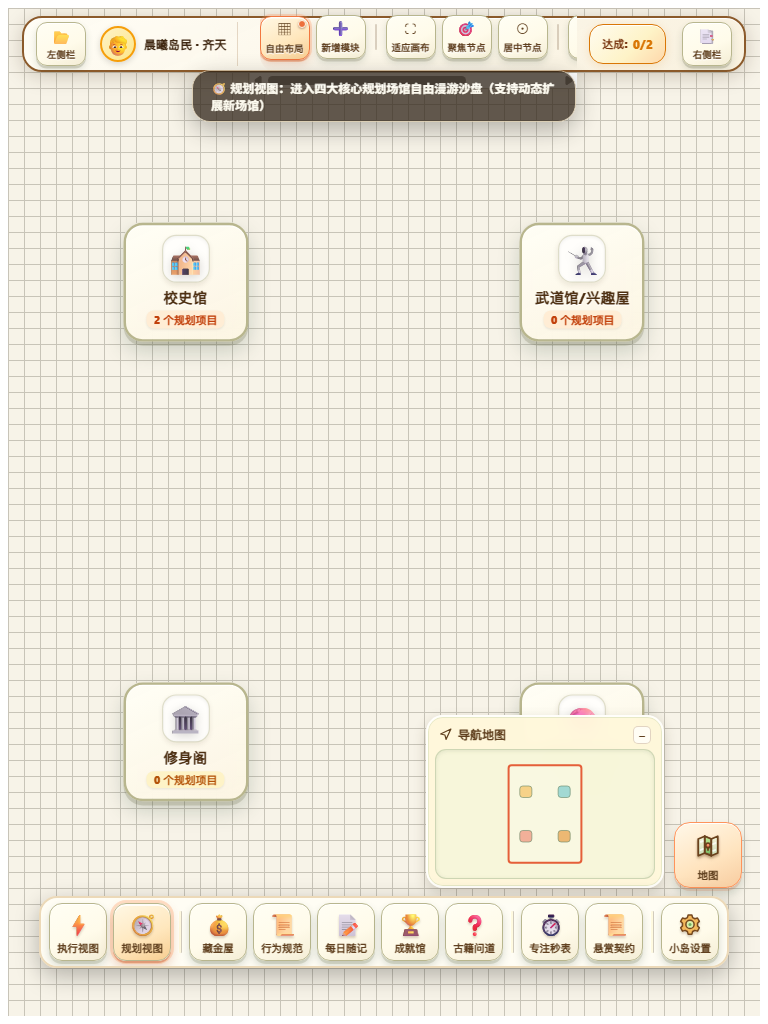 左侧栏
晨曦岛民 · 齐天
自由布局
新增模块
适应画布
聚焦节点
居中节点
达成: 0/2
右侧栏
🧭 规划视图：进入四大核心规划场馆自由漫游沙盘（支持动态扩
展新场馆）
校史馆
2 个规划项目
武道馆/兴趣屋
0 个规划项目
修身阁
0 个规划项目
导航地图
地图
执行视图
规划视图
藏金屋
行为规范
每日随记
成就馆
古籍问道
专注秒表
悬赏契约
小岛设置